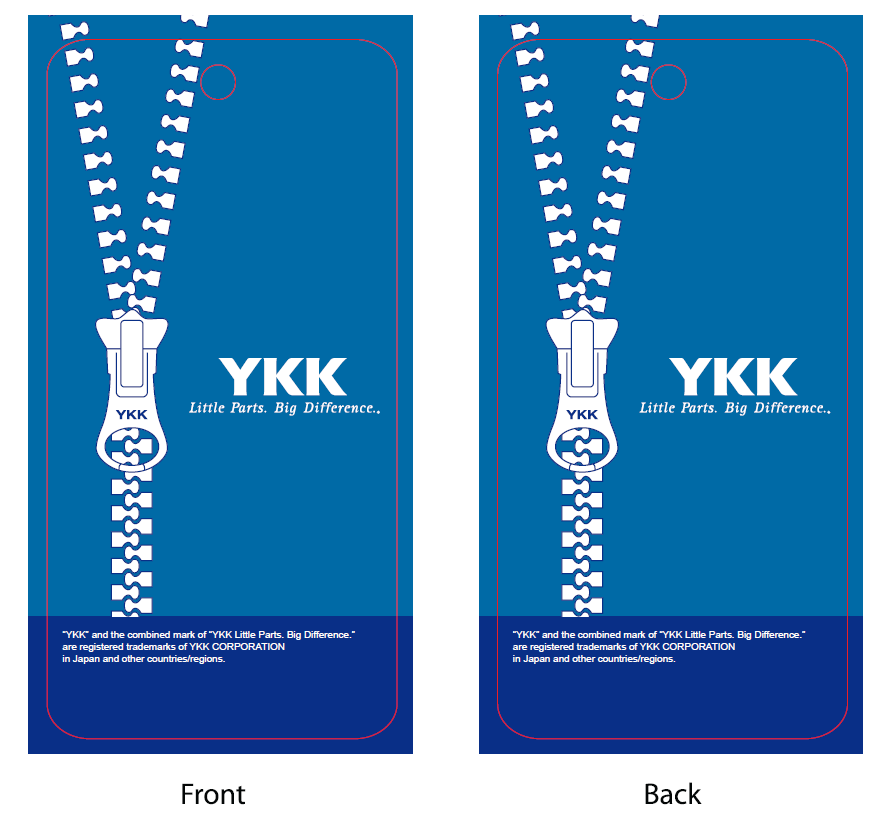 YKK
Little Parts. Big Difference.
YKK
"YKK" and the combined mark of "YKK Little Parts. Big Difference."
are registered trademarks of YKK CORPORATION
in Japan and other countries/regions.
Front
YKK
Little Parts. Big Difference.
YKK
"YKK" and the combined mark of "YKK Little Parts. Big Difference."
are registered trademarks of YKK CORPORATION
in Japan and other countries/regions.
Back